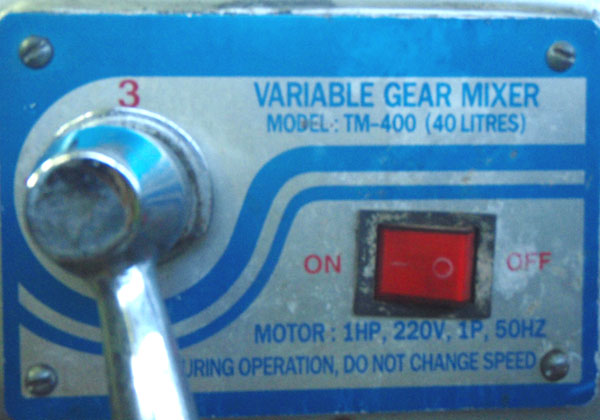 3
VARIABLE GEAR MIXER
MODEL : TM-400 (40 LITRES)
ON OFF
MOTOR : 1HP, 220V, 1P, 50HZ
OPERATION, DO NOT CHANGE SPEED